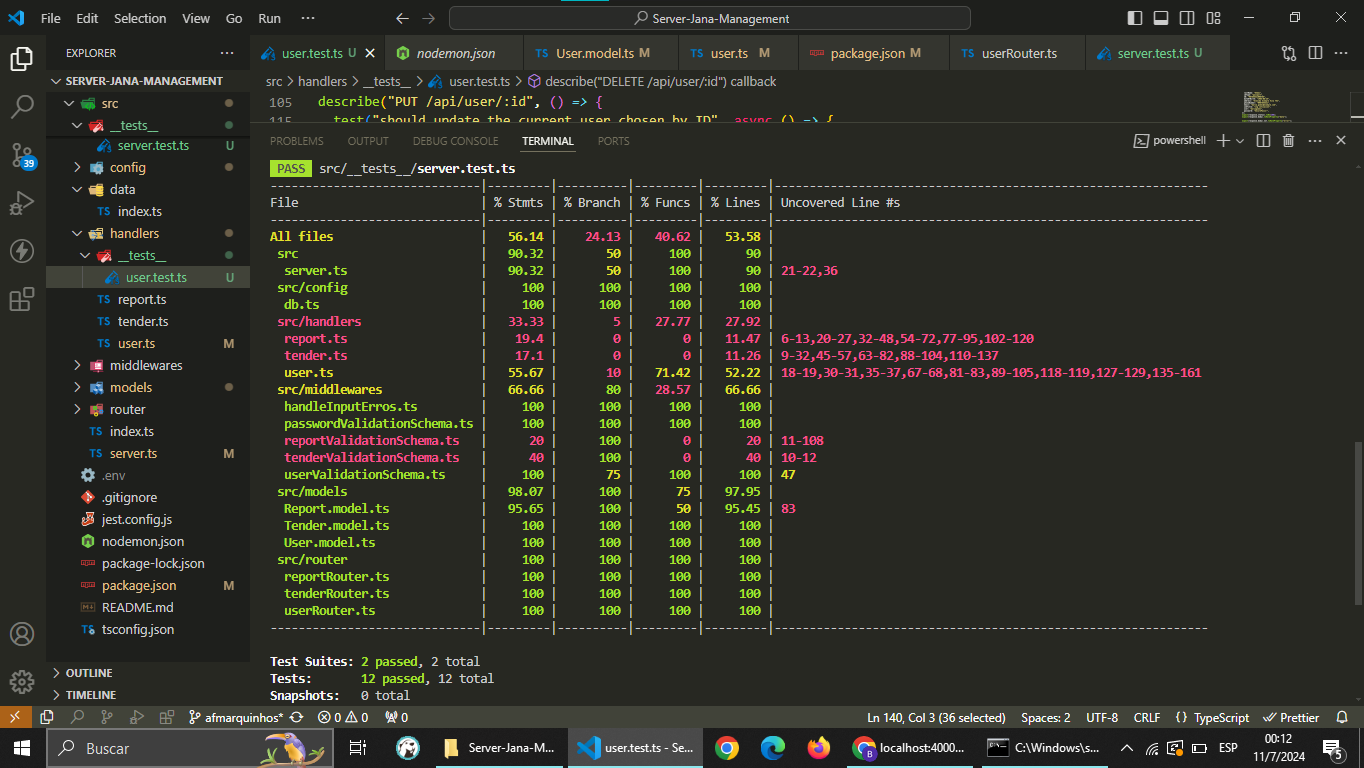 File Edit Selection View Go Run ··· Server-Jana-Management
EXPLORER ···
user.test.ts U
nodemon.json
User.model.ts M
user.ts M
package.json M
userRouter.ts
server.test.ts U
SERVER-JANA-MANAGEMENT
src
__tests__
server.test.ts U
config
data
index.ts
handlers
__tests__
user.test.ts U
report.ts
tender.ts
user.ts M
middlewares
models
router
index.ts
server.ts M
.env
.gitignore
jest.config.js
nodemon.json
package-lock.json
package.json M
README.md
tsconfig.json
OUTLINE
TIMELINE
39
src > handlers > __tests__ > user.test.ts > describe("DELETE /api/user/:id") callback
105 describe("PUT /api/user/:id", () => {
115 test("should update the current user chosen by ID", async () => {
PROBLEMS OUTPUT DEBUG CONSOLE TERMINAL PORTS powershell
PASS src/__tests__/server.test.ts
-------------------------------|---------|----------|---------|---------|---------------------------------------------------------------
File | % Stmts | % Branch | % Funcs | % Lines | Uncovered Line #s
-------------------------------|---------|----------|---------|---------|---------------------------------------------------------------
All files | 56.14 | 24.13 | 40.62 | 53.58 |
src | 90.32 | 50 | 100 | 90 |
server.ts | 90.32 | 50 | 100 | 90 | 21-22,36
src/config | 100 | 100 | 100 | 100 |
db.ts | 100 | 100 | 100 | 100 |
src/handlers | 33.33 | 5 | 27.77 | 27.92 |
report.ts | 19.4 | 0 | 0 | 11.47 | 6-13,20-27,32-48,54-72,77-95,102-120
tender.ts | 17.1 | 0 | 0 | 11.26 | 9-32,45-57,63-82,88-104,110-137
user.ts | 55.67 | 10 | 71.42 | 52.22 | 18-19,30-31,35-37,67-68,81-83,89-105,118-119,127-129,135-161
src/middlewares | 66.66 | 80 | 28.57 | 66.66 |
handleInputErros.ts | 100 | 100 | 100 | 100 |
passwordValidationSchema.ts | 100 | 100 | 100 | 100 |
reportValidationSchema.ts | 20 | 100 | 0 | 20 | 11-108
tenderValidationSchema.ts | 40 | 100 | 0 | 40 | 10-12
userValidationSchema.ts | 100 | 75 | 100 | 100 | 47
src/models | 98.07 | 100 | 75 | 97.95 |
Report.model.ts | 95.65 | 100 | 50 | 95.45 | 83
Tender.model.ts | 100 | 100 | 100 | 100 |
User.model.ts | 100 | 100 | 100 | 100 |
src/router | 100 | 100 | 100 | 100 |
reportRouter.ts | 100 | 100 | 100 | 100 |
tenderRouter.ts | 100 | 100 | 100 | 100 |
userRouter.ts | 100 | 100 | 100 | 100 |
-------------------------------|---------|----------|---------|---------|---------------------------------------------------------------
Test Suites: 2 passed, 2 total
Tests: 12 passed, 12 total
Snapshots: 0 total
afmarquinhos* 0 0 0 Ln 140, Col 3 (36 selected) Spaces: 2 UTF-8 CRLF {} TypeScript Prettier
Buscar Server-Jana-M... user.test.ts - Se... localhost:4000... C:\Windows\s... ESP 00:12 5
11/7/2024